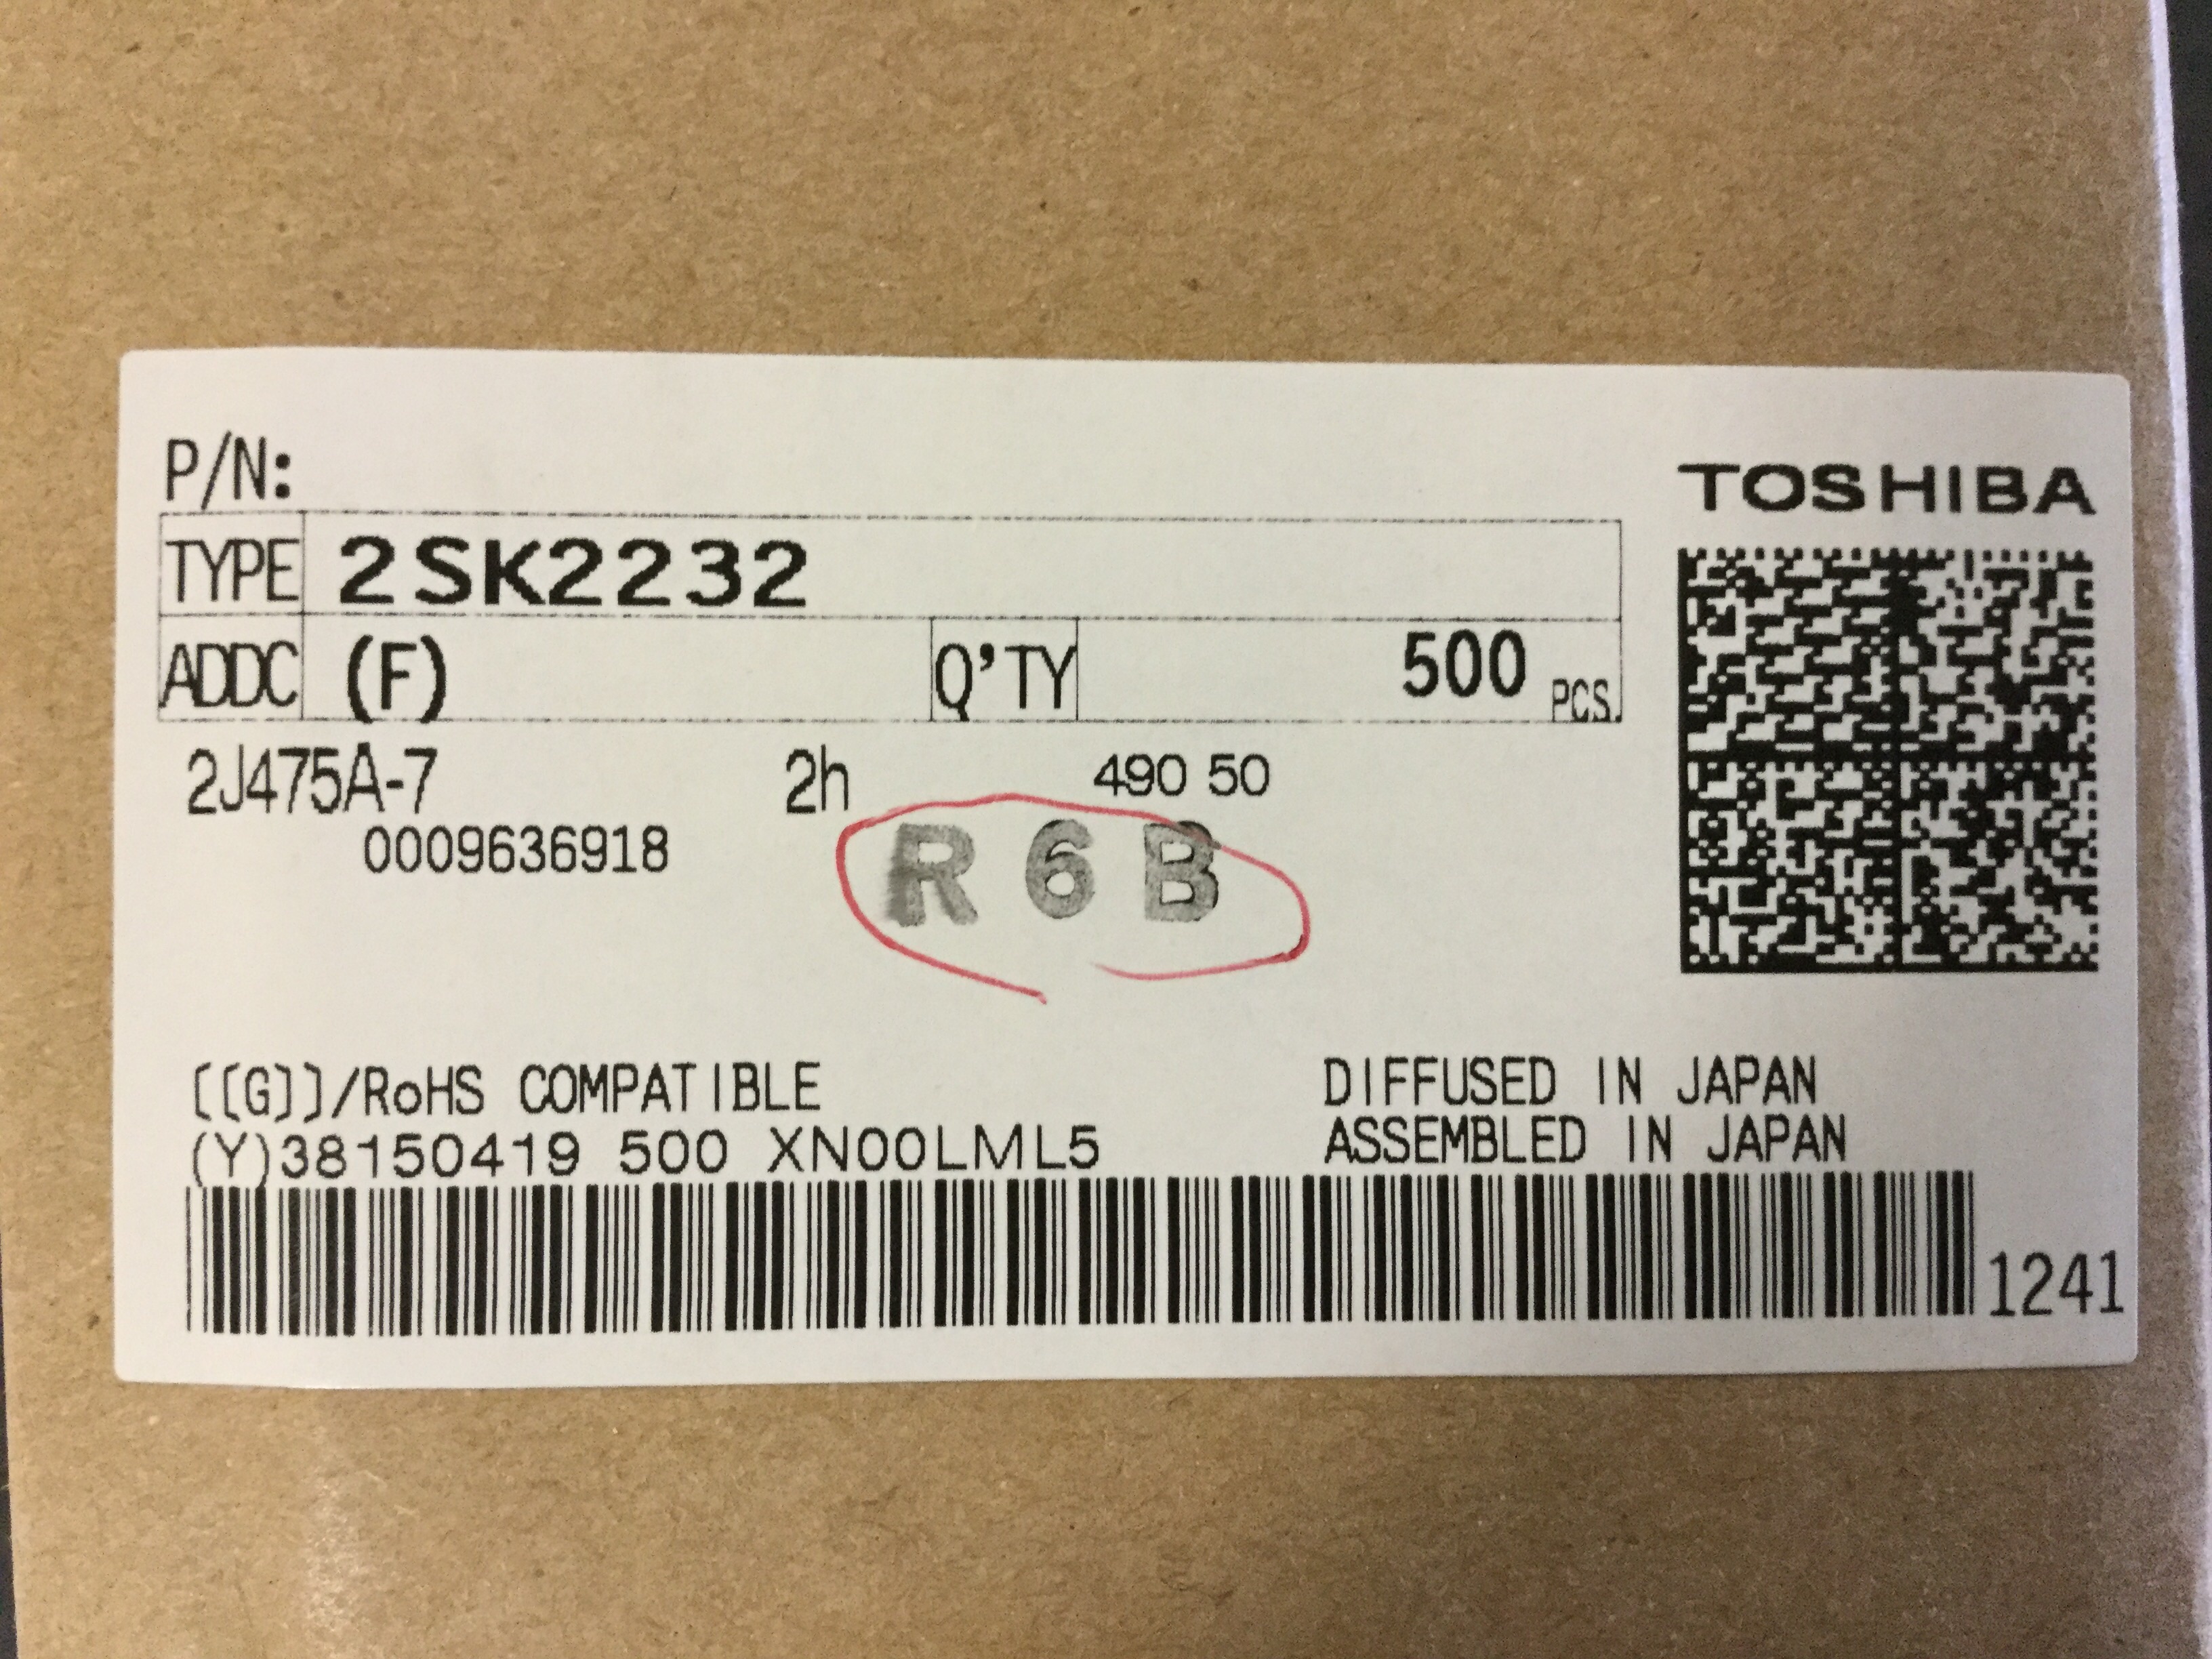 P/N:
TOSHIBA
TYPE 2SK2232
ADDC (F) Q'TY 500 PCS.
2J475A-7 2h 490 50
0009636918
R6B
[[G]]/RoHS COMPATIBLE
DIFFUSED IN JAPAN
(Y)38150419 500 XN00LML5
ASSEMBLED IN JAPAN
1241